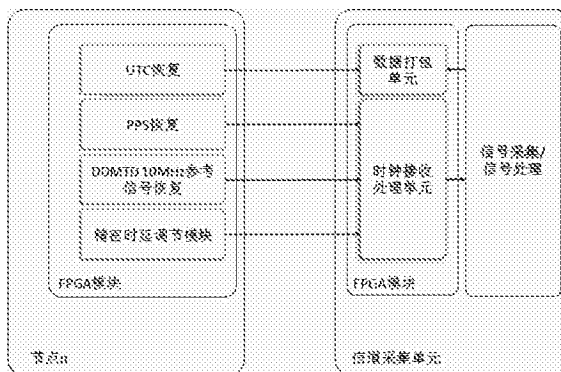 UTC恢复
PPS恢复
DDMTD 10MHz参考
信号恢复
精密时延调节模块
FPGA模块
节点n
数据打包
单元
时钟接收
处理单元
FPGA模块
信道采集单元
信号采集/
信号处理